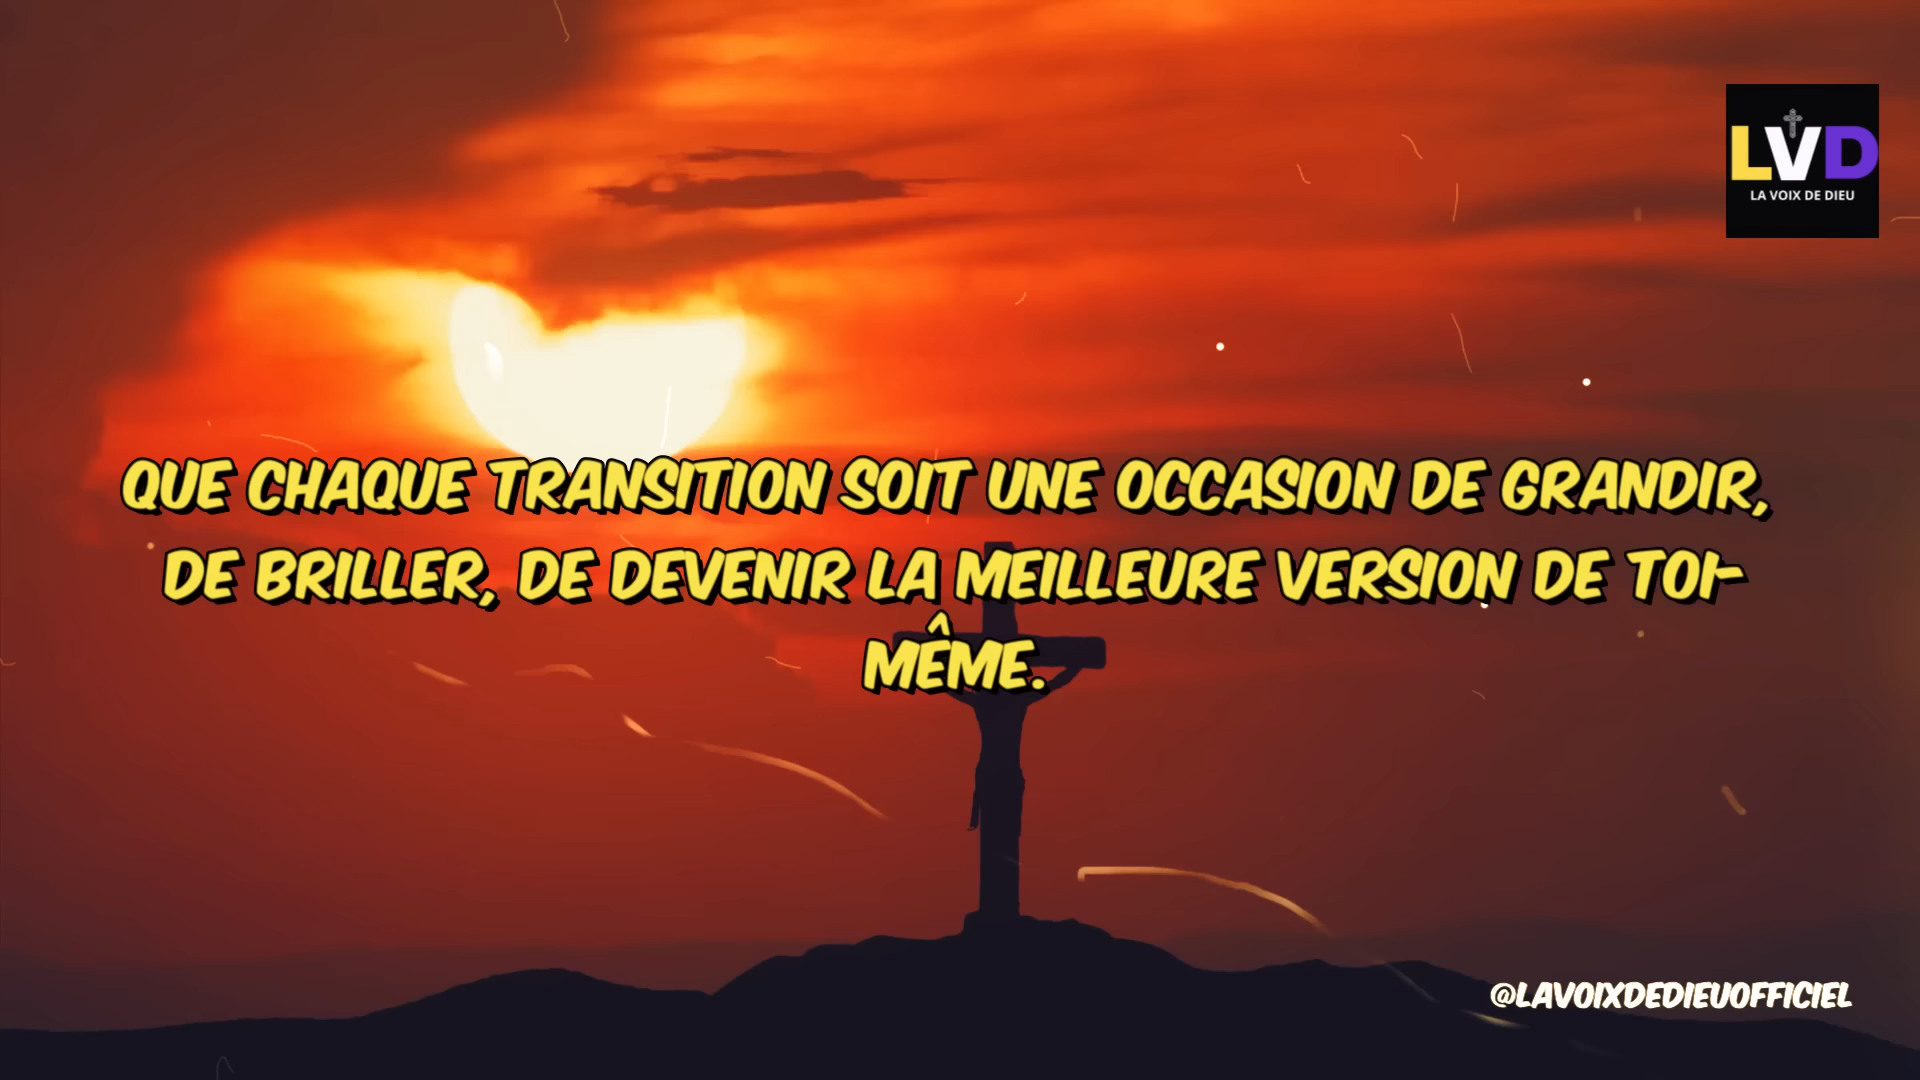 LVD
LA VOIX DE DIEU
QUE CHAQUE TRANSITION SOIT UNE OCCASION DE GRANDIR,
DE BRILLER, DE DEVENIR LA MEILLEURE VERSION DE TOI-
MÊME.
@LAVOIXDEDIEUOFFICIEL